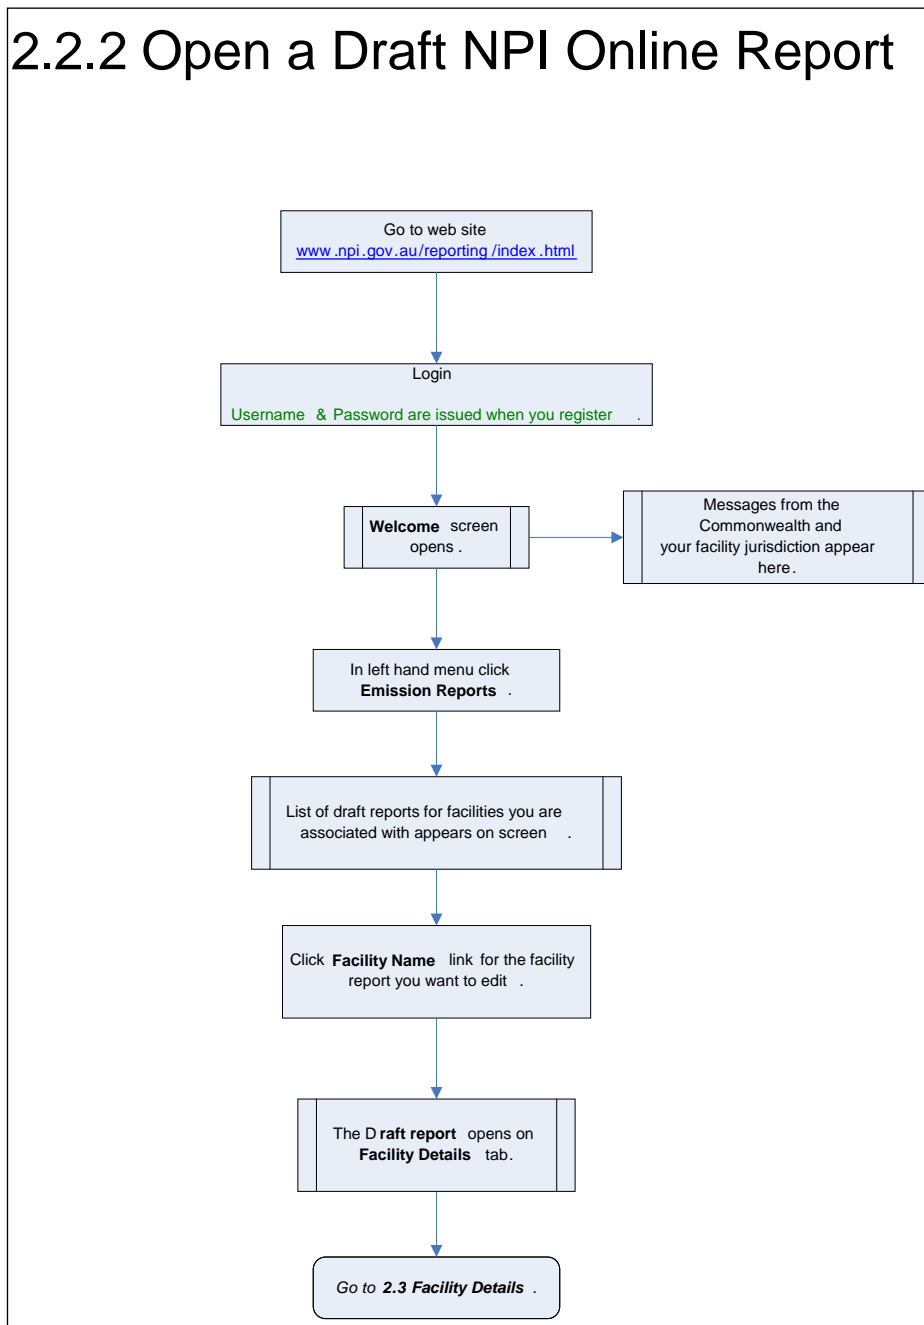 2.2.2 Open a Draft NPI Online Report
Go to web site
www.npi.gov.au/reporting/index.html
Login
Username & Password are issued when you register.
Welcome screen
opens.
Messages from the
Commonwealth and
your facility jurisdiction appear
here.
In left hand menu click
Emission Reports.
List of draft reports for facilities you are
associated with appears on screen.
Click Facility Name link for the facility
report you want to edit.
The Draft report opens on
Facility Details tab.
Go to 2.3 Facility Details.